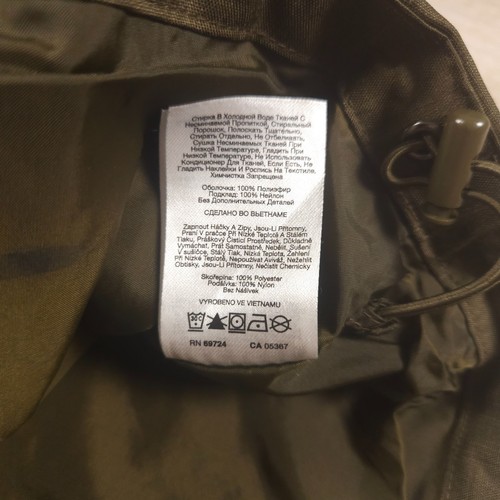 Стирка В Холодной Воде Тканей С
Несминаемой Пропиткой, Стиральный
Порошок, Полоскать Тщательно,
Стирать Отдельно, Не Отбеливать,
Сушка Несминаемых Тканей При
Низкой Температуре, Гладить При
Низкой Температуре, Не Использовать
Кондиционер Для Тканей, Если Есть, Не
Гладить Наклейки И Роспись На Текстиле,
Химчистка Запрещена
Оболочка: 100% Полиэфир
Подклад: 100% Нейлон
Без Дополнительных Деталей
СДЕЛАНО ВО ВЬЕТНАМЕ
Zapnout Háčky A Zipy, Jsou-Li Přítomny,
Praní V pračce Při Nízké Teplotě A Stálém
Tlaku, Práškový Čisticí Prostředek, Důkladně
Vymáchat, Prát Samostatně, Nebělit, Sušení
V sušičce, Stálý Tlak, Nízká Teplota, Žehlení
Při Nízké Teplotě, Nepoužívat Aviváž, Nežehlit
Obtisky, Jsou-Li Přítomny, Nečistit Chemicky
Skořepina: 100% Polyester
Podšívka: 100% Nylon
Bez Nášivek
VYROBENO VE VIETNAMU
30C
RN 69724 CA 05367